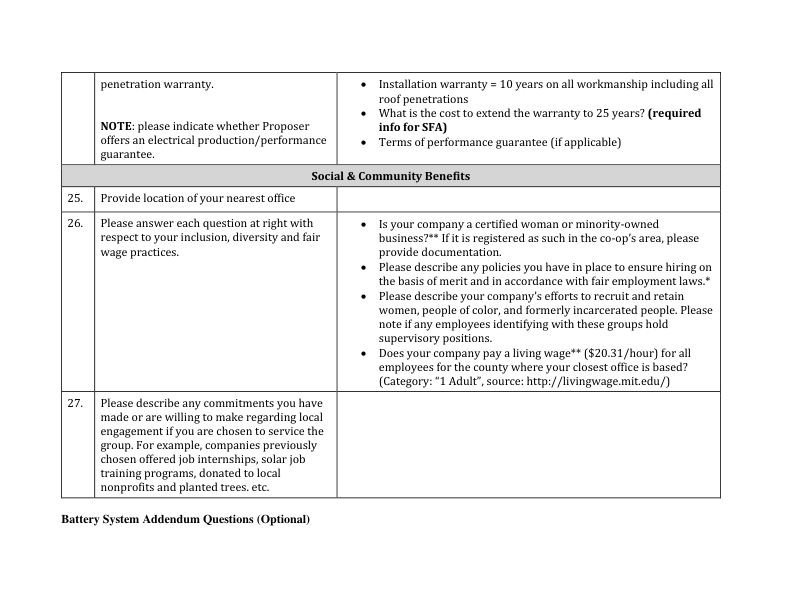 penetration warranty.
NOTE: please indicate whether Proposer
offers an electrical production/performance
guarantee.
• Installation warranty = 10 years on all workmanship including all
roof penetrations
• What is the cost to extend the warranty to 25 years? (required
info for SFA)
• Terms of performance guarantee (if applicable)
Social & Community Benefits
25. Provide location of your nearest office
26. Please answer each question at right with
respect to your inclusion, diversity and fair
wage practices.
• Is your company a certified woman or minority-owned
business?** If it is registered as such in the co-op's area, please
provide documentation.
• Please describe any policies you have in place to ensure hiring on
the basis of merit and in accordance with fair employment laws.*
• Please describe your company's efforts to recruit and retain
women, people of color, and formerly incarcerated people. Please
note if any employees identifying with these groups hold
supervisory positions.
• Does your company pay a living wage** ($20.31/hour) for all
employees for the county where your closest office is based?
(Category: "1 Adult", source: http://livingwage.mit.edu/)
27. Please describe any commitments you have
made or are willing to make regarding local
engagement if you are chosen to service the
group. For example, companies previously
chosen offered job internships, solar job
training programs, donated to local
nonprofits and planted trees. etc.
Battery System Addendum Questions (Optional)